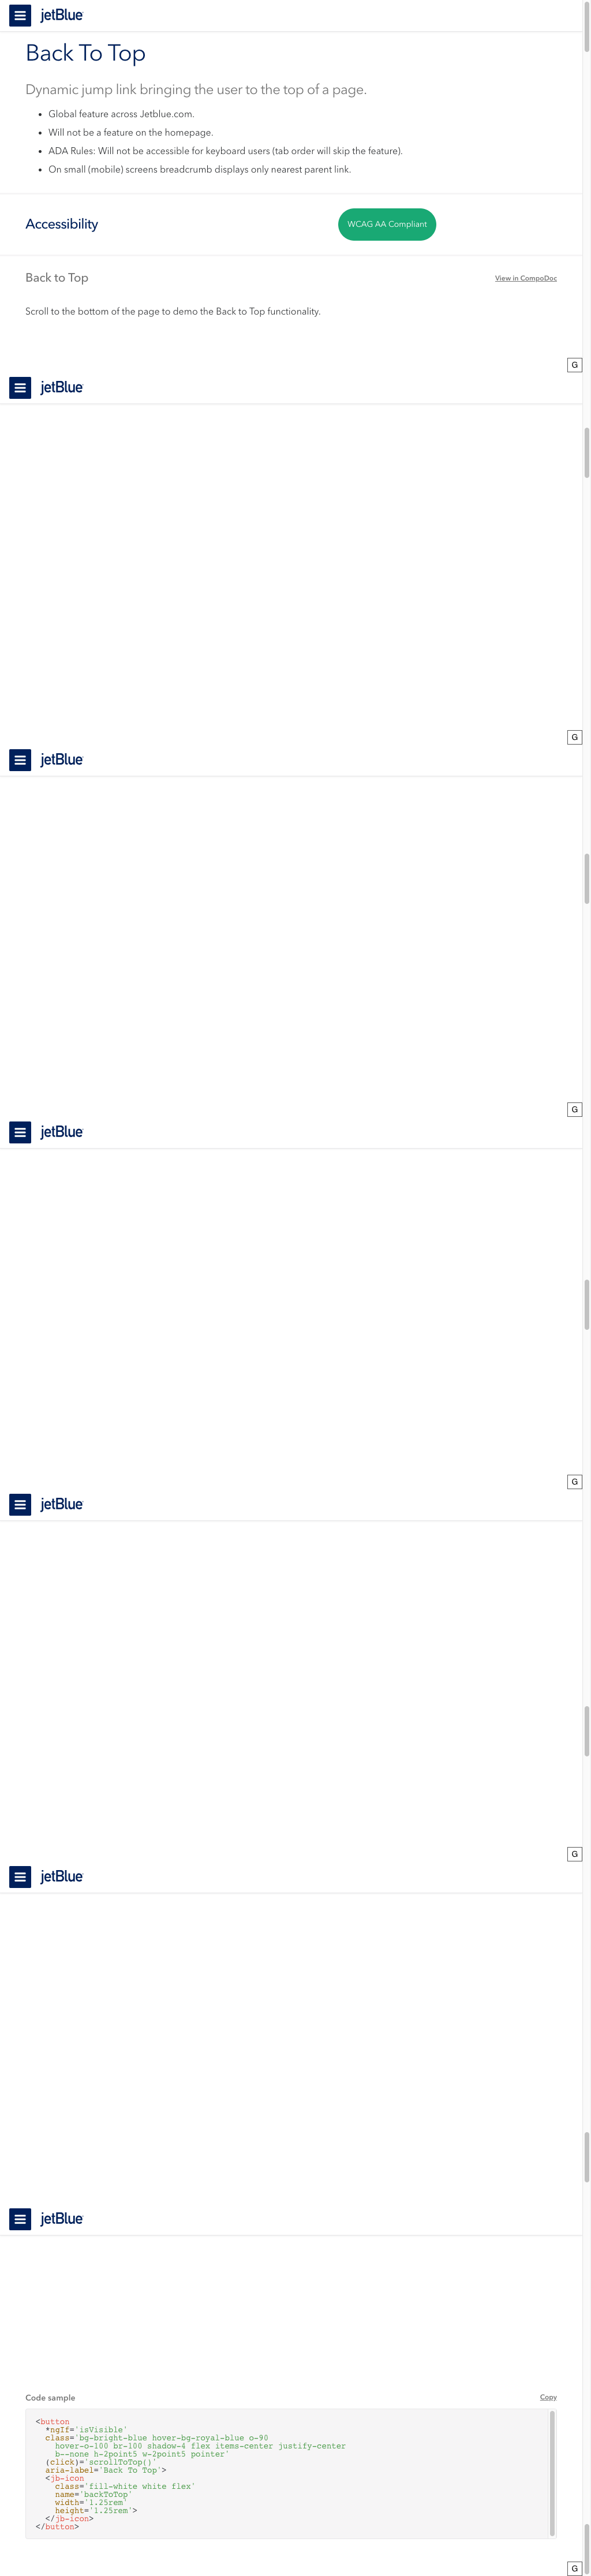 jetBlue
Back To Top
Dynamic jump link bringing the user to the top of a page.
• Global feature across Jetblue.com.
• Will not be a feature on the homepage.
• ADA Rules: Will not be accessible for keyboard users (tab order will skip the feature).
• On small (mobile) screens breadcrumb displays only nearest parent link.
Accessibility
WCAG AA Compliant
Back to Top
View in CompoDoc
Scroll to the bottom of the page to demo the Back to Top functionality.
G
jetBlue
G
jetBlue
G
jetBlue
G
jetBlue
G
jetBlue
jetBlue
Code sample
Copy
<button
*ngIf='isVisible'
class='bg-bright-blue hover-bg-royal-blue o-90
hover-o-100 br-100 shadow-4 flex items-center justify-center
b--none h-2point5 w-2point5 pointer'
(click)='scrollToTop()'
aria-label='Back To Top'>
<jb-icon
class='fill-white white flex'
name='backToTop'
width='1.25rem'
height='1.25rem'>
</jb-icon>
</button>
G